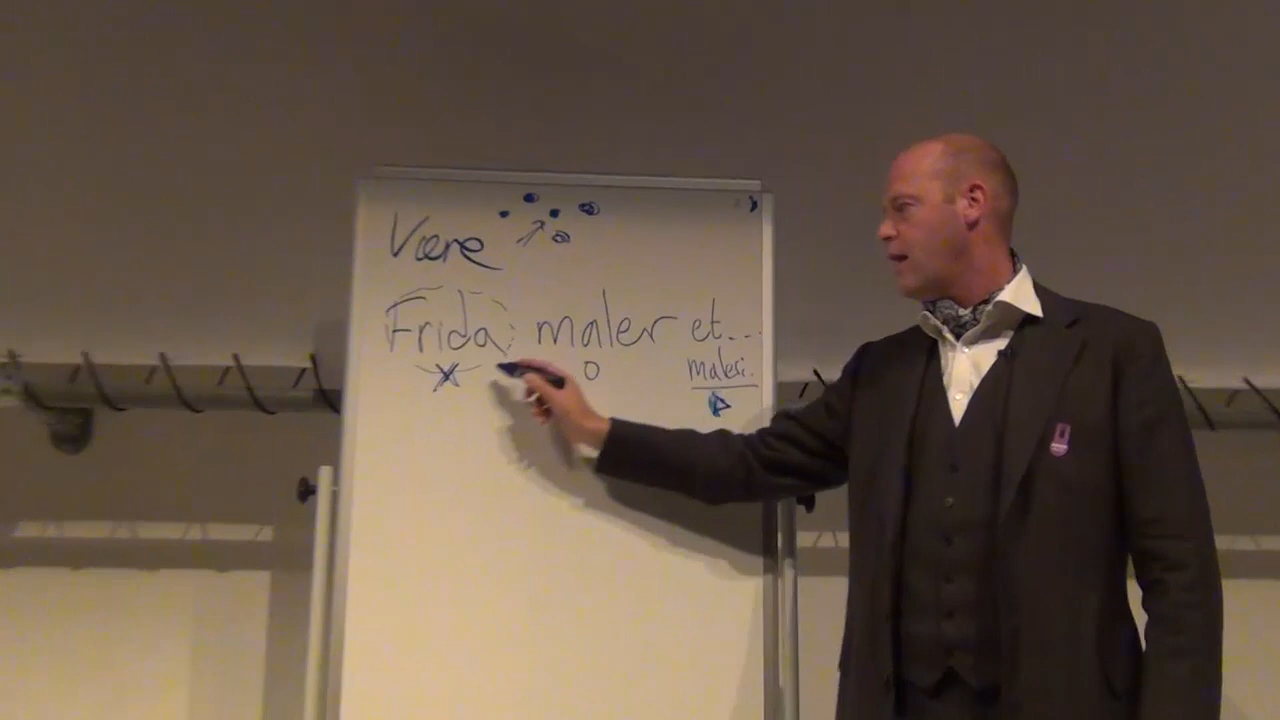 Være
Frida maler et...
X O maleri.
Δ